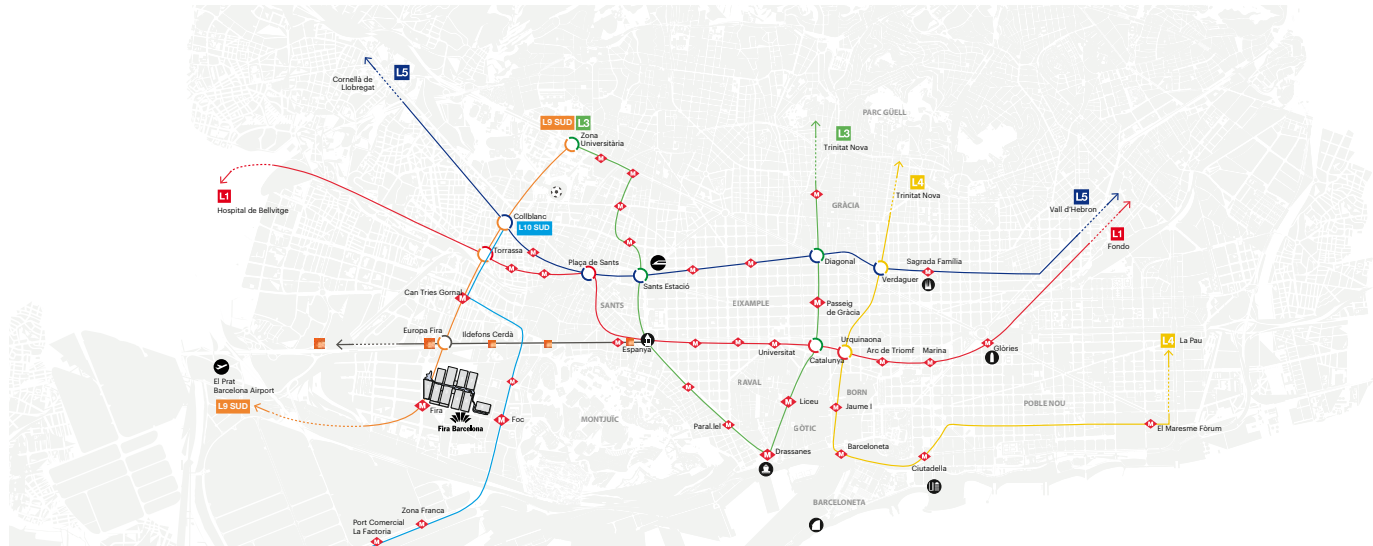 L5
Cornellà de
Llobregat
L9 SUD
L3
Zona
Universitària
L3
Trinitat Nova
PARC GÜELL
L4
Trinitat Nova
L1
Hospital de Bellvitge
GRÀCIA
L5
Vall d'Hebron
L1
Fondo
Collblanc
L10 SUD
Torrassa
Plaça de Sants
Sants Estació
Diagonal
Verdaguer
Sagrada Família
Can Tries Gornal
SANTS
EIXAMPLE
Passeig
de Gràcia
Europa Fira
Ildefons Cerdà
Espanya
Universitat
Catalunya
Urquinaona
Arc de Triomf
Marina
Glòries
L4
La Pau
El Prat
Barcelona Airport
L9 SUD
Fira
Fira Barcelona
Foc
MONTJUÏC
RAVAL
Liceu
BORN
Jaume I
POBLE NOU
Paral.lel
GÒTIC
Drassanes
Barceloneta
Ciutadella
El Maresme Fòrum
BARCELONETA
Zona Franca
Port Comercial
La Factoria